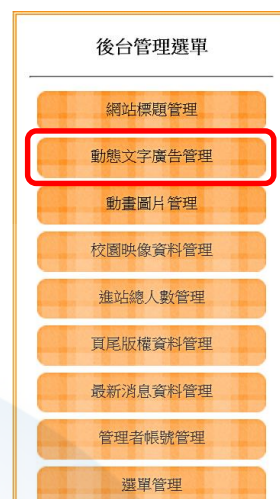 後台管理選單
網站標題管理
動態文字廣告管理
動畫圖片管理
校園映像資料管理
進站總人數管理
頁尾版權資料管理
最新消息資料管理
管理者帳號管理
選單管理